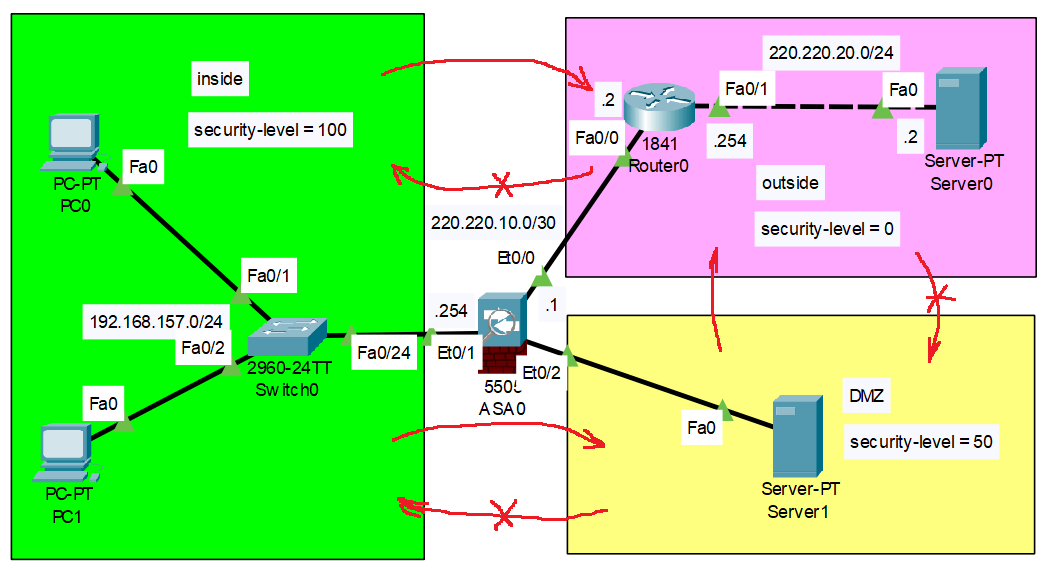 inside
security-level = 100
PC-PT
PC0
Fa0
Fa0/1
192.168.157.0/24
Fa0/2
2960-24TT
Switch0
Fa0/24
Fa0
PC-PT
PC1
220.220.10.0/30
Et0/0
.254
.1
Et0/1
5505
ASA0
Et0/2
220.220.20.0/24
.2
Fa0/1
Fa0
Fa0/0
1841
Router0
.254
.2
Server-PT
Server0
outside
security-level = 0
DMZ
security-level = 50
Fa0
Server-PT
Server1